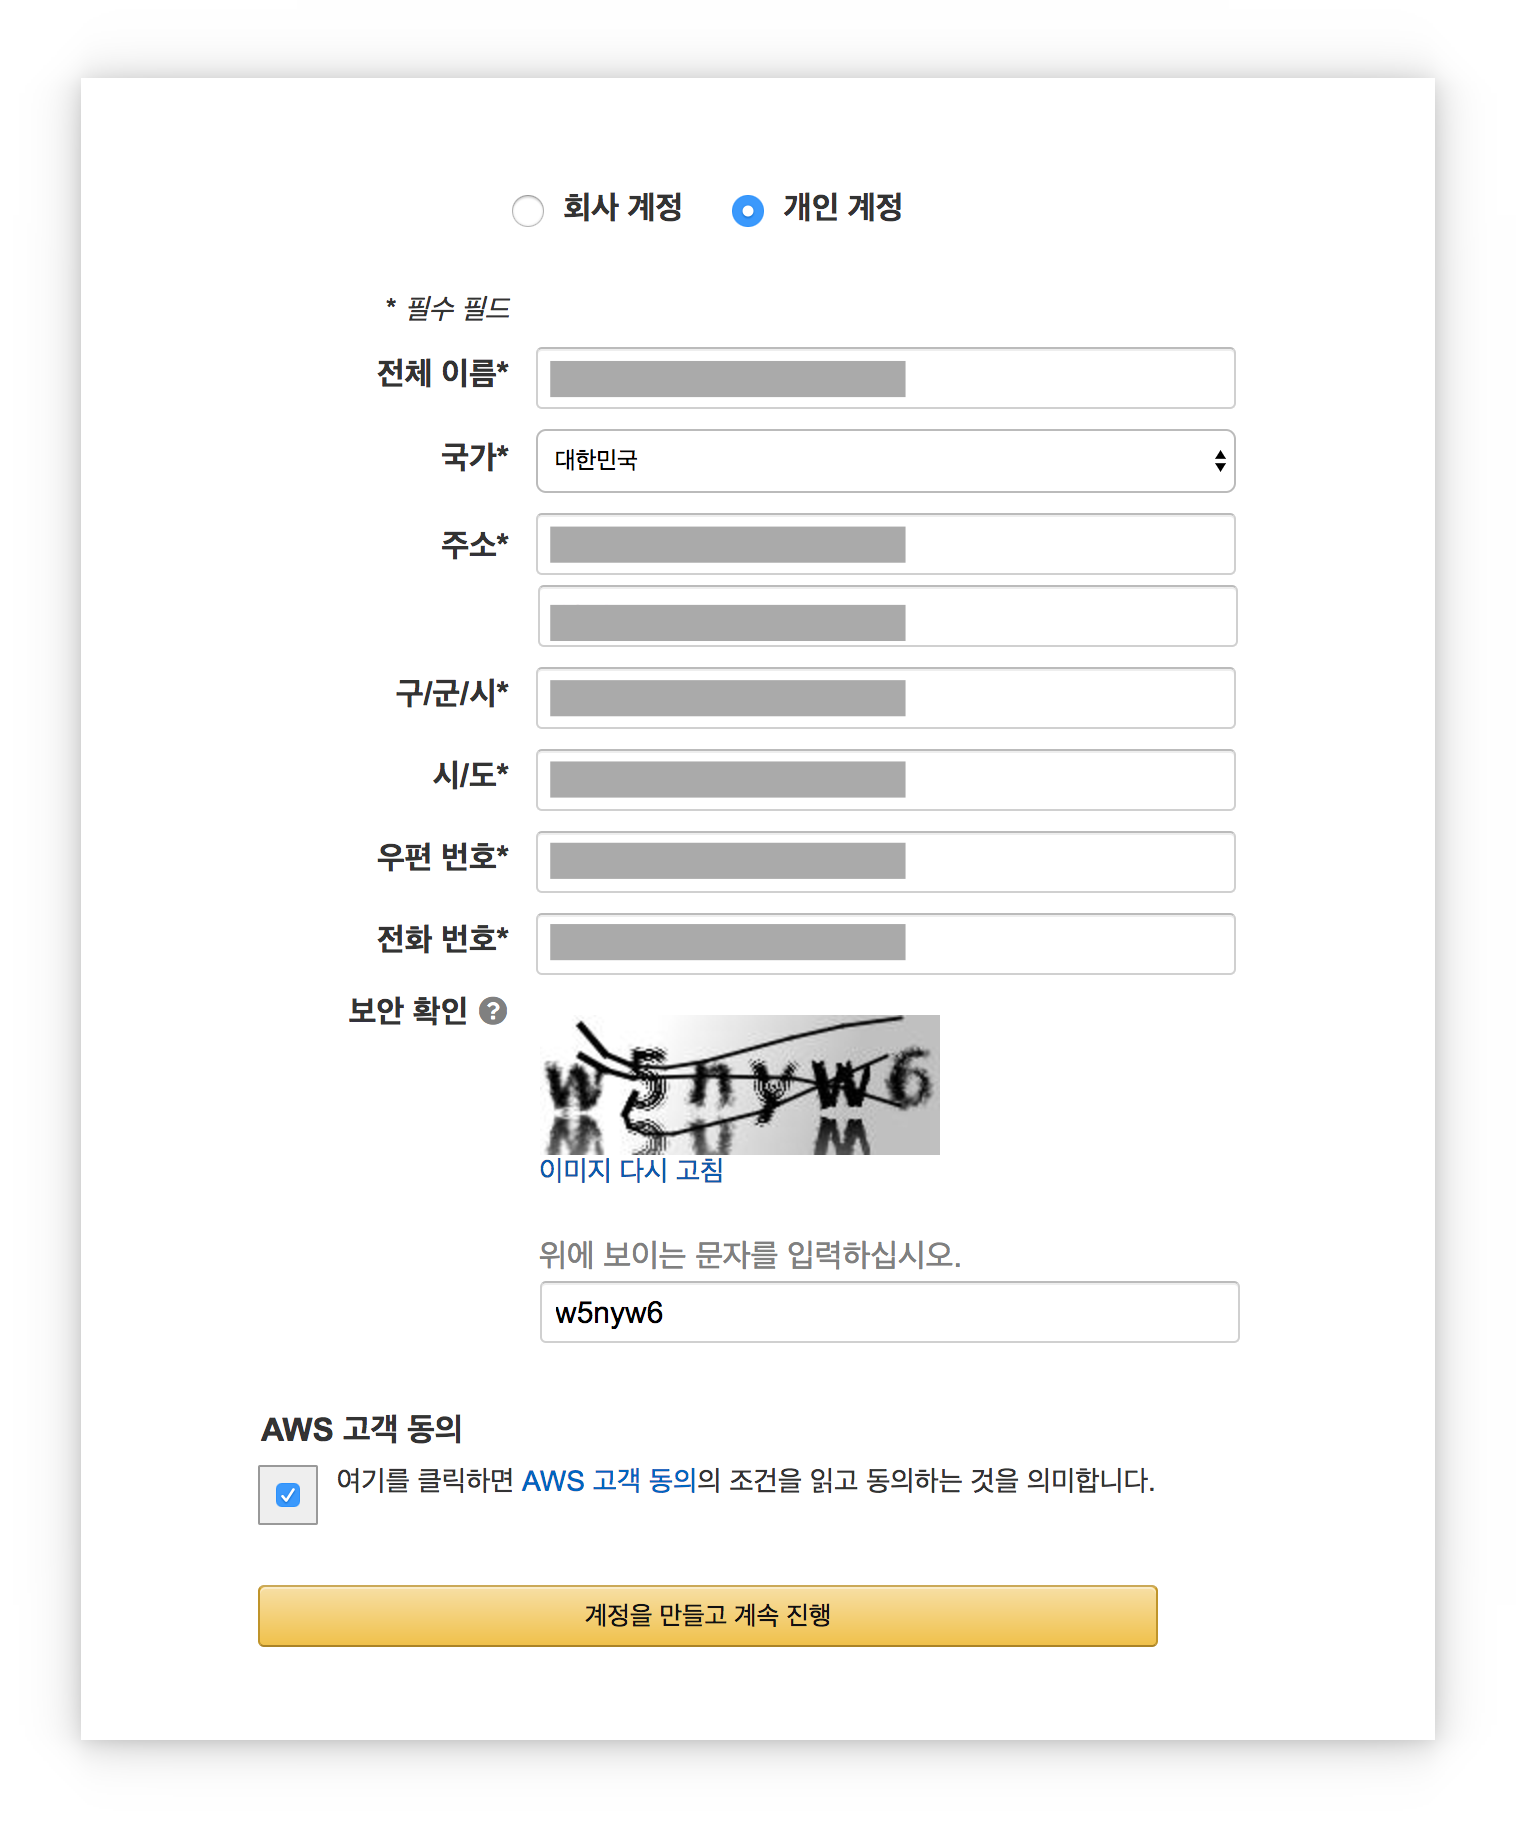 회사 계정 개인 계정
* 필수 필드
전체 이름*
국가* 대한민국
주소*
구/군/시*
시/도*
우편 번호*
전화 번호*
보안 확인 ?
w5nyw6
이미지 다시 고침
위에 보이는 문자를 입력하십시오.
w5nyw6
AWS 고객 동의
여기를 클릭하면 AWS 고객 동의의 조건을 읽고 동의하는 것을 의미합니다.
계정을 만들고 계속 진행